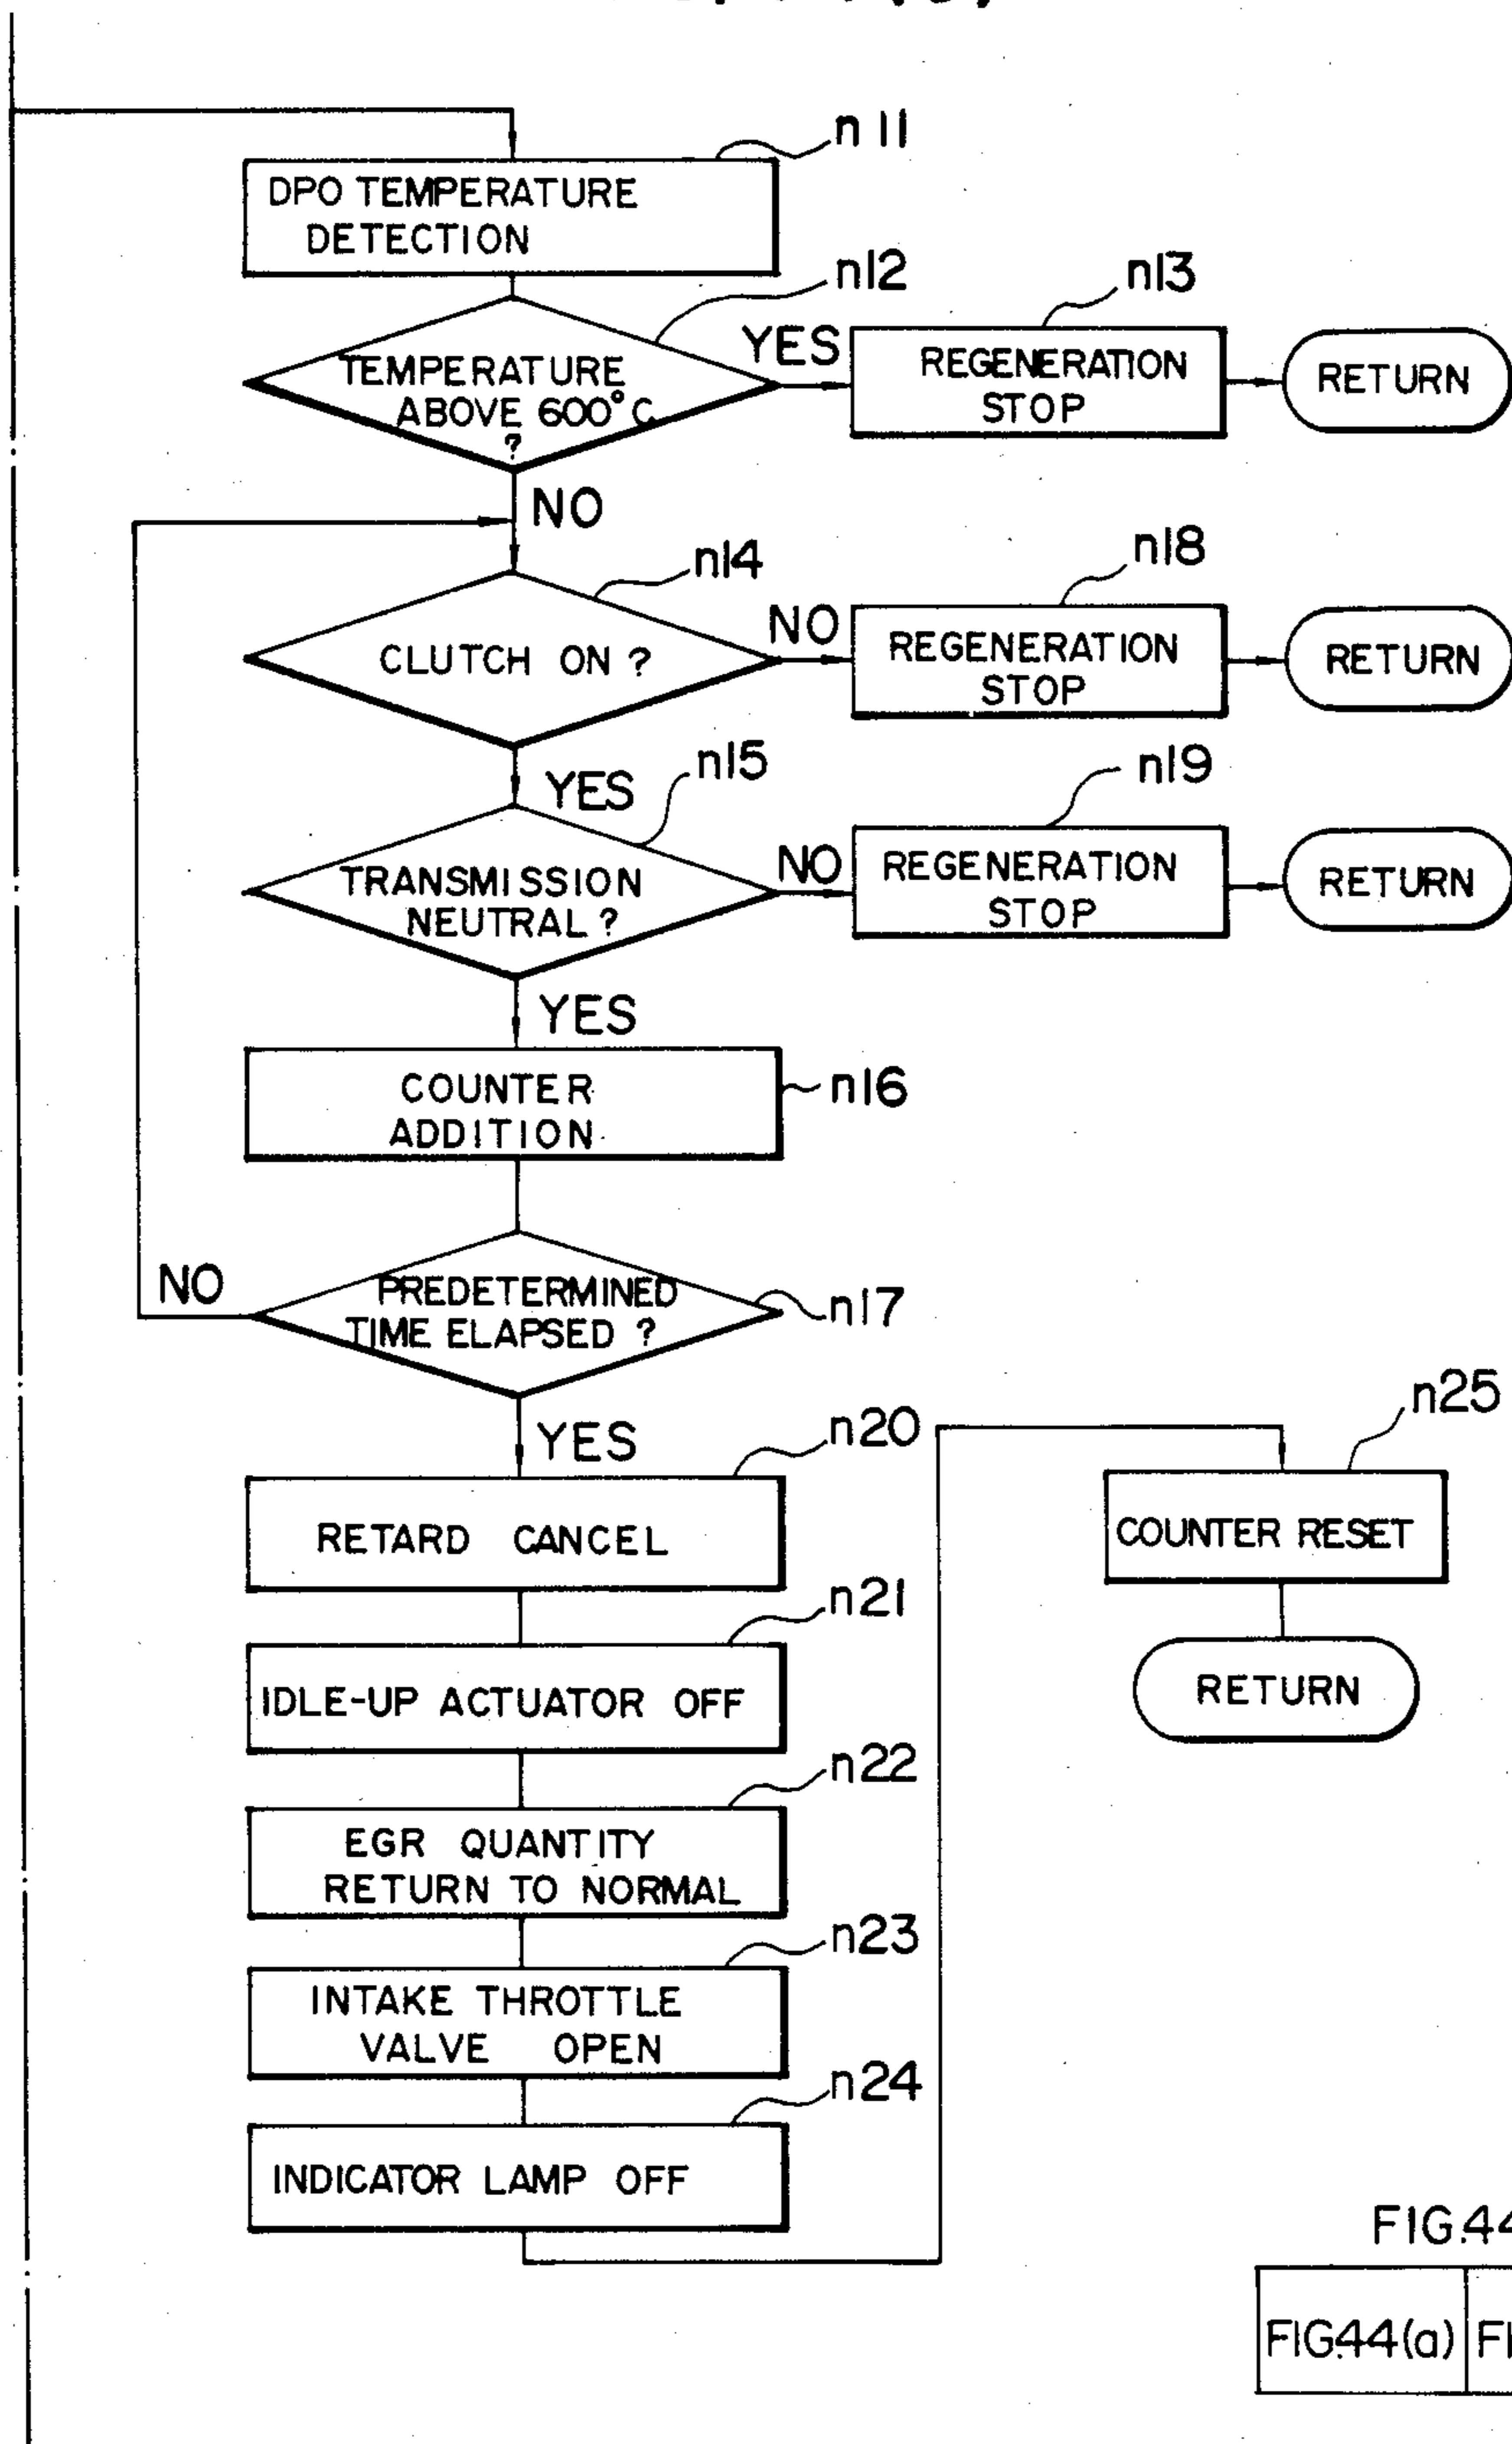 n11
DPO TEMPERATURE
DETECTION
n12
TEMPERATURE
ABOVE 600°C
?
YES
n13
REGENERATION
STOP
RETURN
NO
n14
CLUTCH ON ?
NO
n18
REGENERATION
STOP
RETURN
YES
n15
TRANSMISSION
NEUTRAL ?
NO
n19
REGENERATION
STOP
RETURN
YES
COUNTER
ADDITION
n16
NO
PREDETERMINED
TIME ELAPSED ?
n17
YES
n20
RETARD CANCEL
n21
IDLE-UP ACTUATOR OFF
n22
EGR QUANTITY
RETURN TO NORMAL
n23
INTAKE THROTTLE
VALVE OPEN
n24
INDICATOR LAMP OFF
n25
COUNTER RESET
RETURN
FIG.44
FIG.44(a)